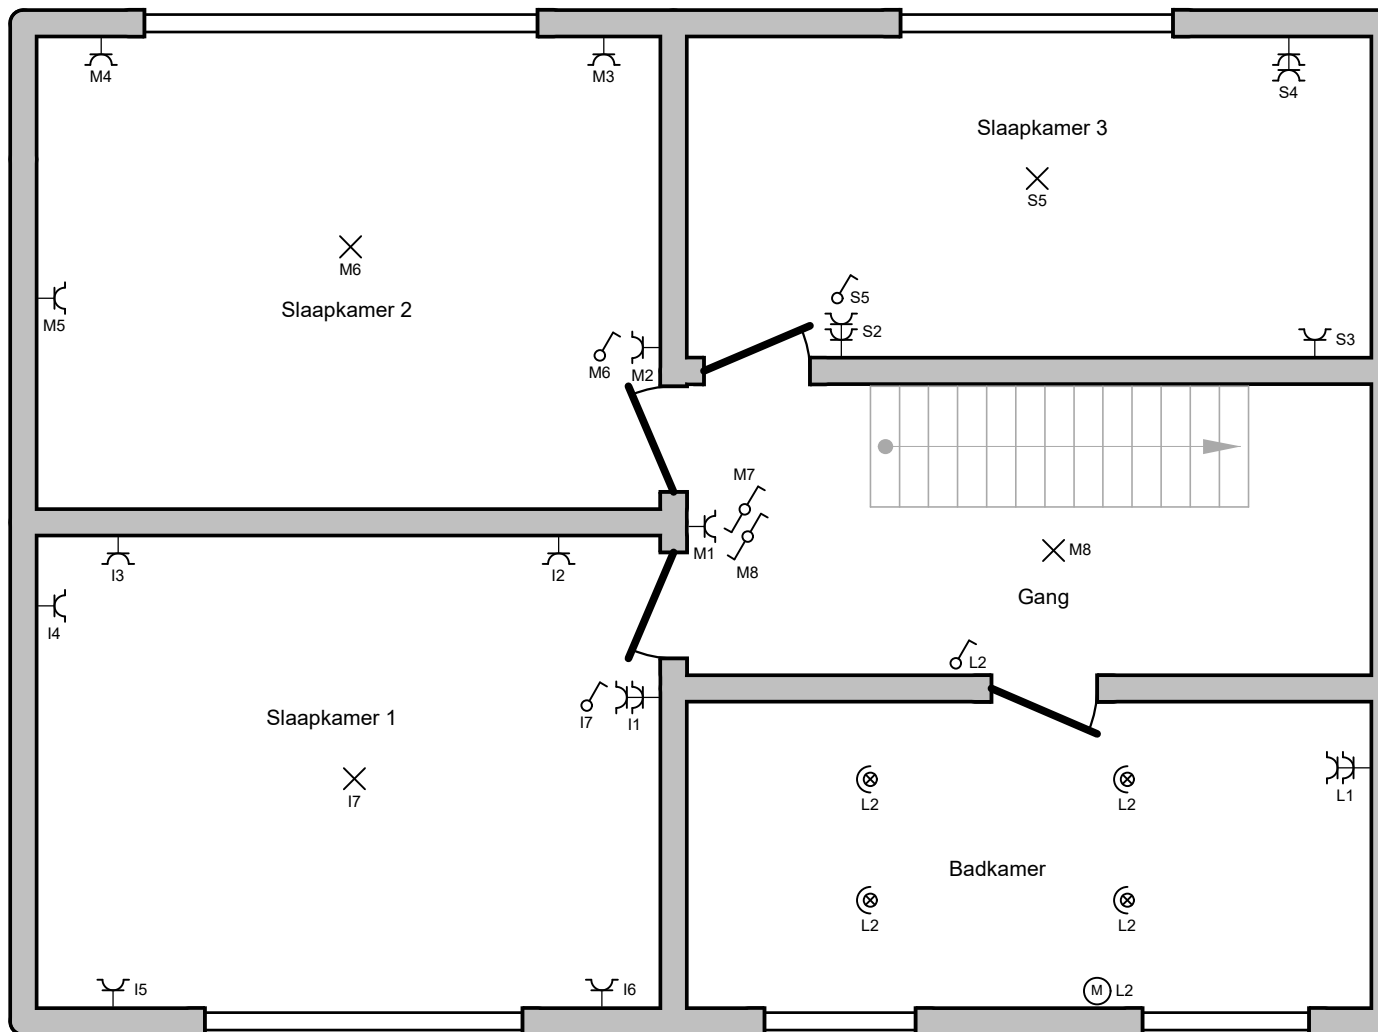 M4
M3
S4
Slaapkamer 3
S5
M6
Slaapkamer 2
M5
S5
S2
S3
M6
M2
M7
M1
M8
M8
Gang
I3
I2
I4
L2
I7
I1
Slaapkamer 1
I7
L2
L2
L1
Badkamer
L2
L2
I5
I6
M
L2